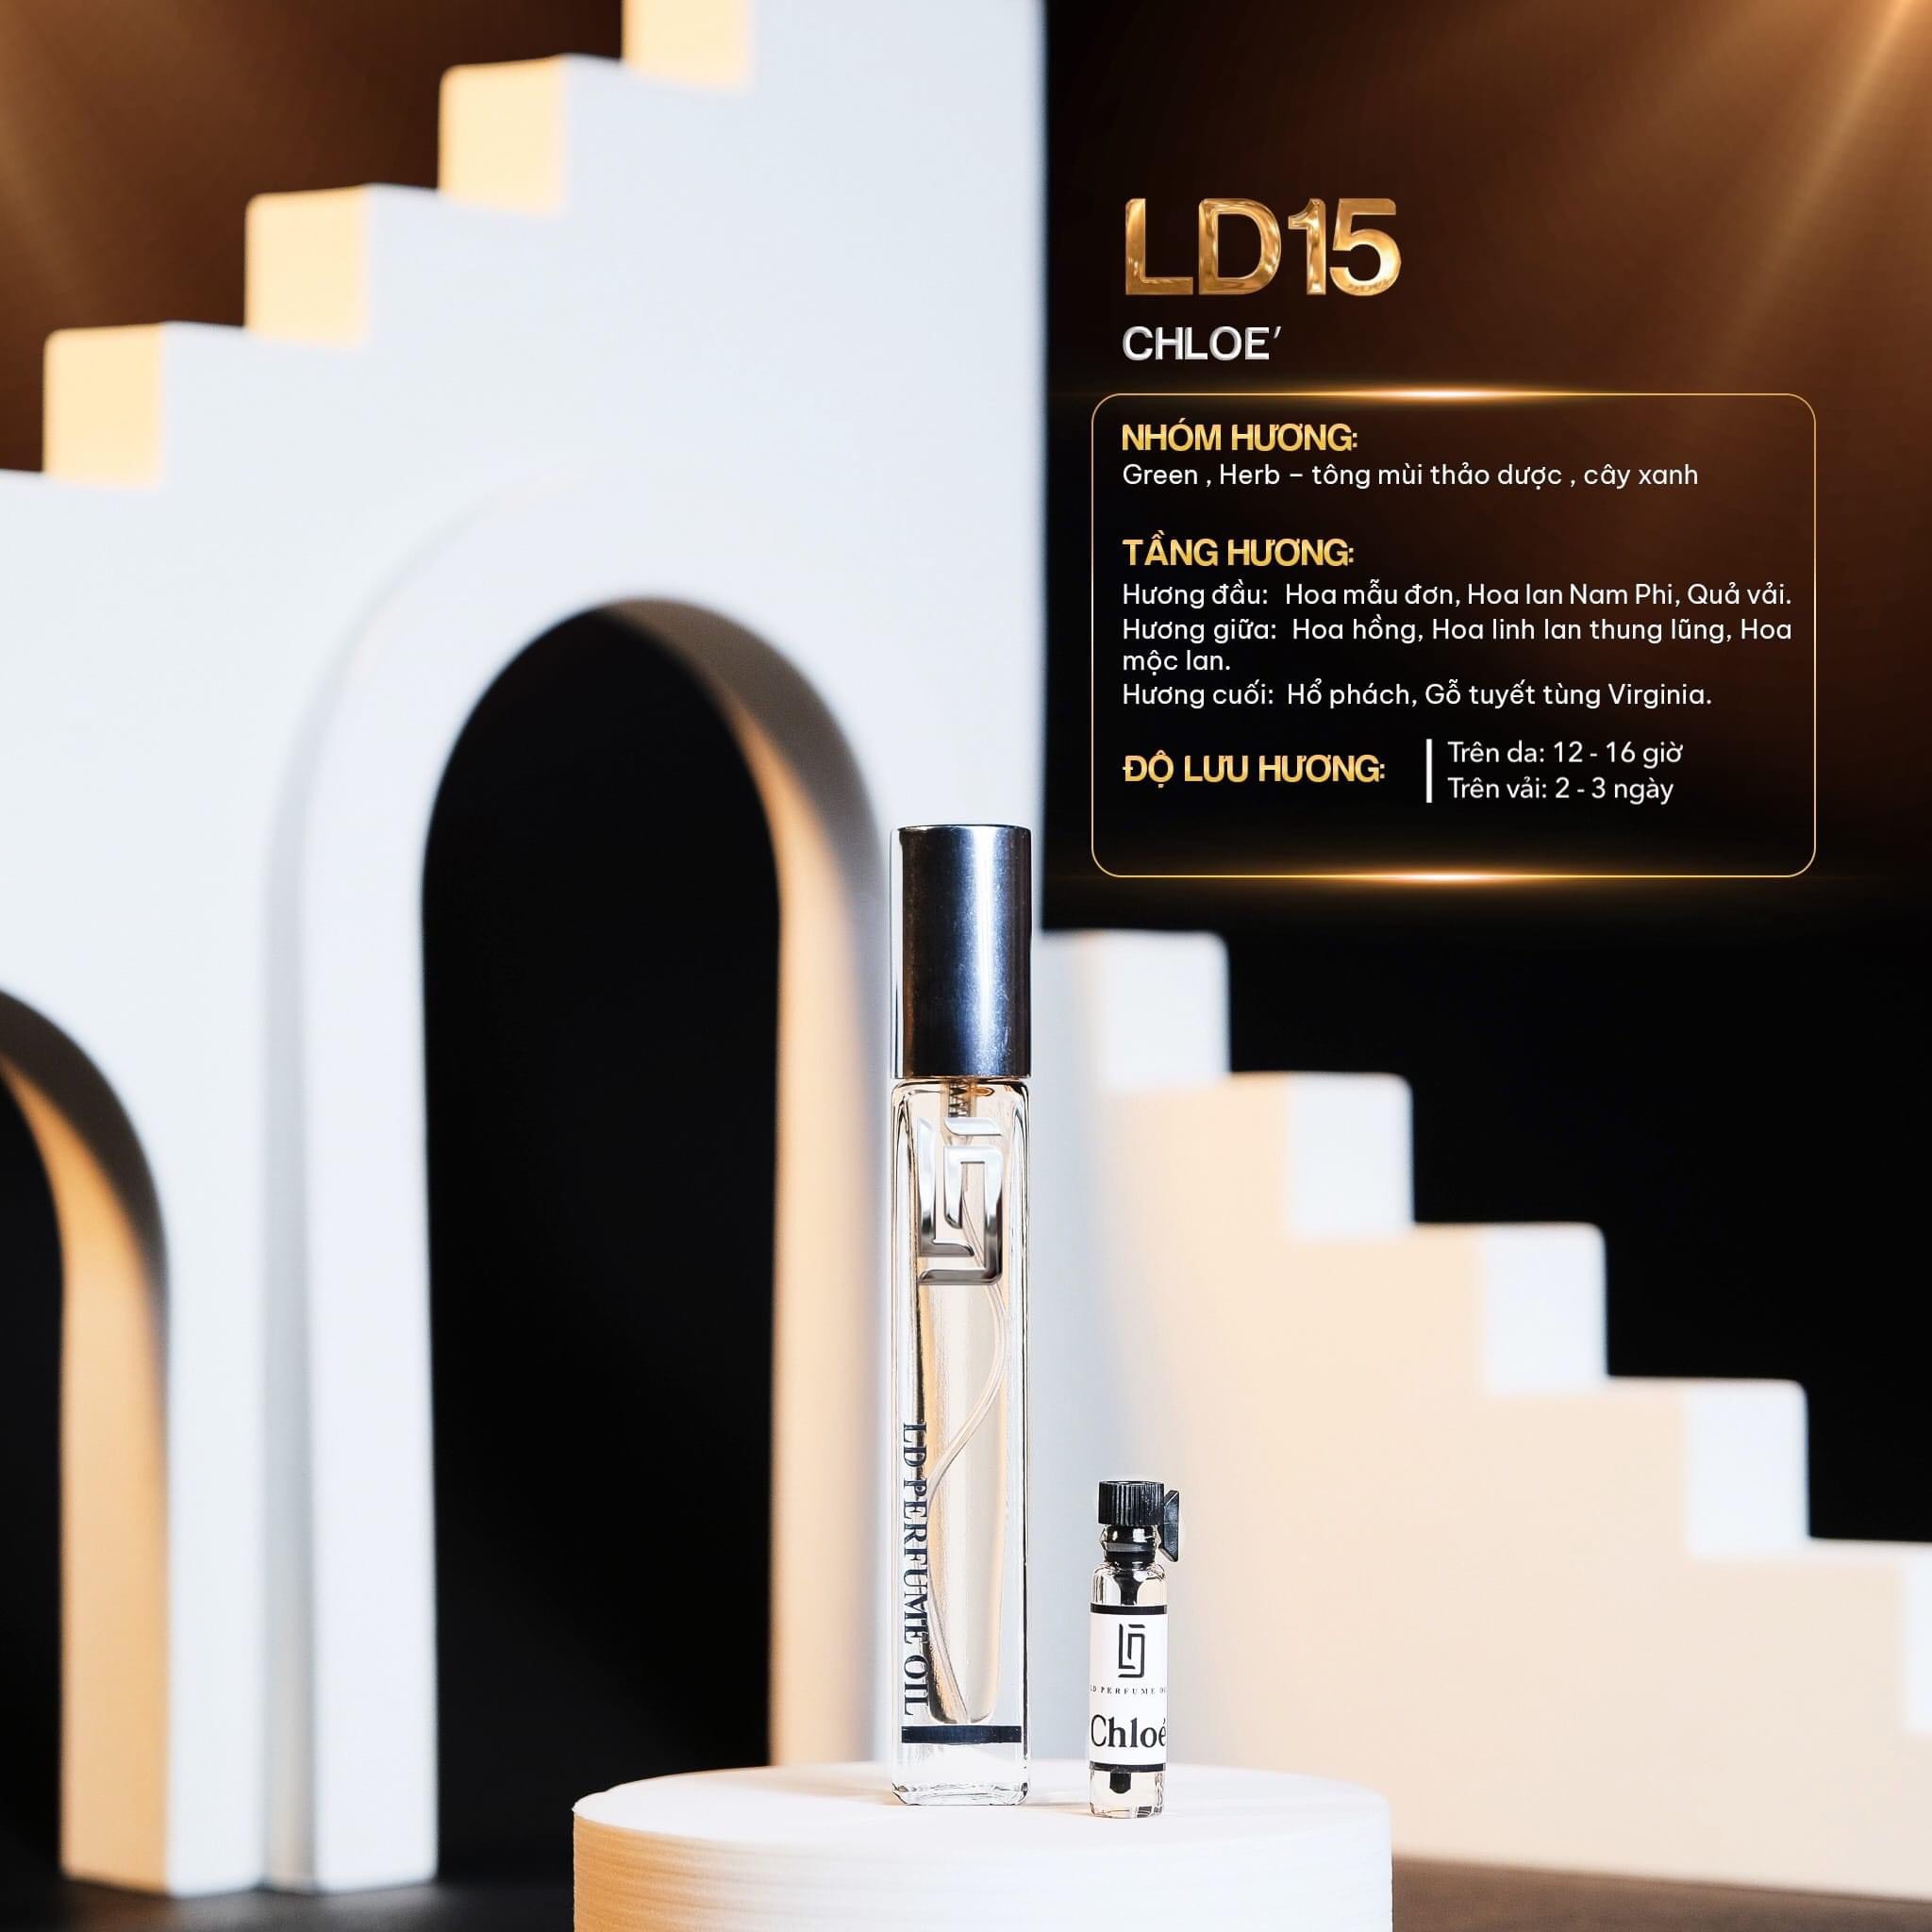 LD15
CHLOE'
NHÓM HƯƠNG:
Green , Herb – tông mùi thảo dược , cây xanh
TẦNG HƯƠNG:
Hương đầu: Hoa mẫu đơn, Hoa lan Nam Phi, Quả vải.
Hương giữa: Hoa hồng, Hoa linh lan thung lũng, Hoa
mộc lan.
Hương cuối: Hổ phách, Gỗ tuyết tùng Virginia.
ĐỘ LƯU HƯƠNG:
Trên da: 12 - 16 giờ
Trên vải: 2 - 3 ngày
LD PERFUME OIL
LD PERFUME O
Chloé